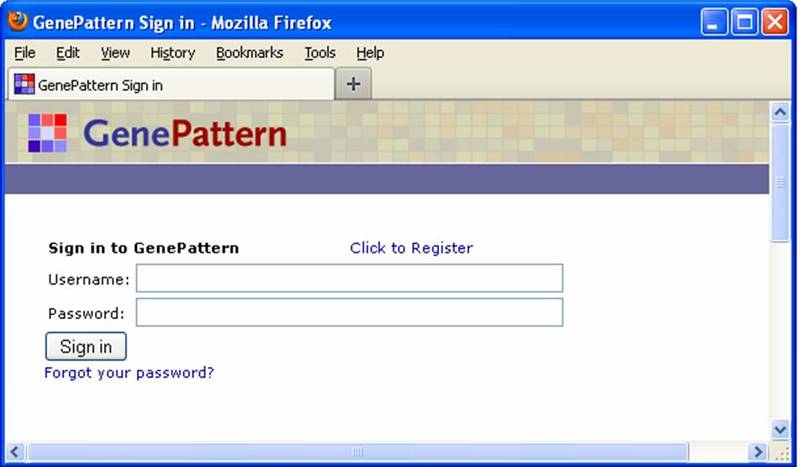 GenePattern Sign in - Mozilla Firefox
File Edit View History Bookmarks Tools Help
GenePattern Sign in
GenePattern
Sign in to GenePattern Click to Register
Username:
Password:
Sign in
Forgot your password?